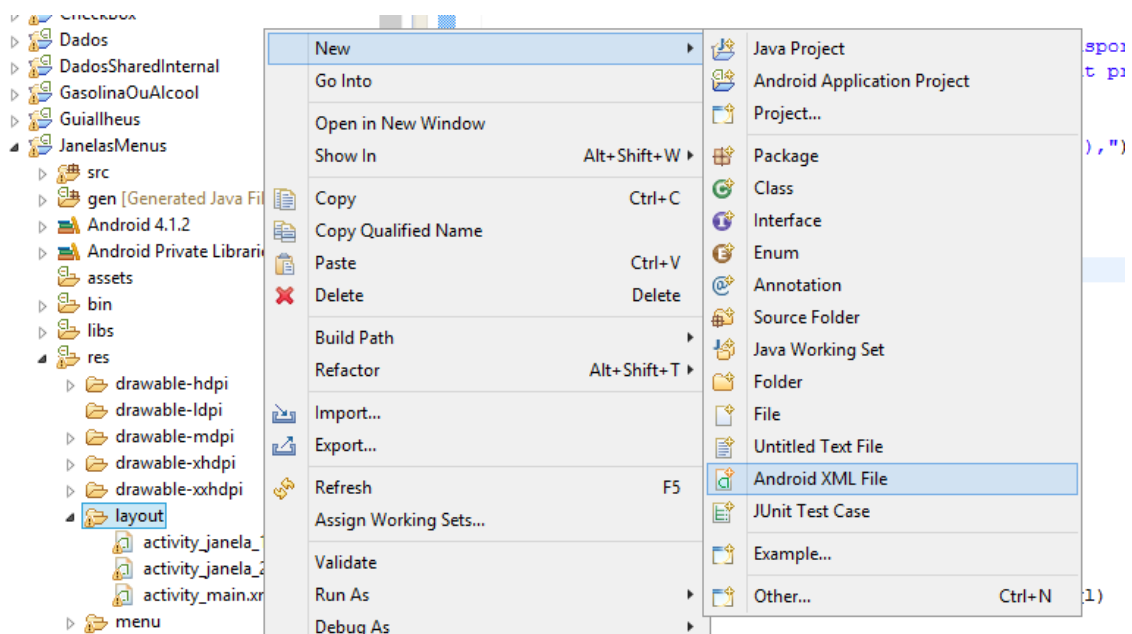 CheckBox
Dados
DadosSharedInternal
GasolinaOuAlcool
GuiaIlheus
JanelasMenus
src
gen [Generated Java Fil
Android 4.1.2
Android Private Librarie
assets
bin
libs
res
drawable-hdpi
drawable-ldpi
drawable-mdpi
drawable-xhdpi
drawable-xxhdpi
layout
activity_janela_1
activity_janela_2
activity_main.xm
menu
New
Go Into
Open in New Window
Show In Alt+Shift+W
Copy Ctrl+C
Copy Qualified Name
Paste Ctrl+V
Delete Delete
Build Path
Refactor Alt+Shift+T
Import...
Export...
Refresh F5
Assign Working Sets...
Validate
Run As
Debug As
Java Project
Android Application Project
Project...
Package
Class
Interface
Enum
Annotation
Source Folder
Java Working Set
Folder
File
Untitled Text File
Android XML File
JUnit Test Case
Example...
Other... Ctrl+N
spor
t pr
),")
1)